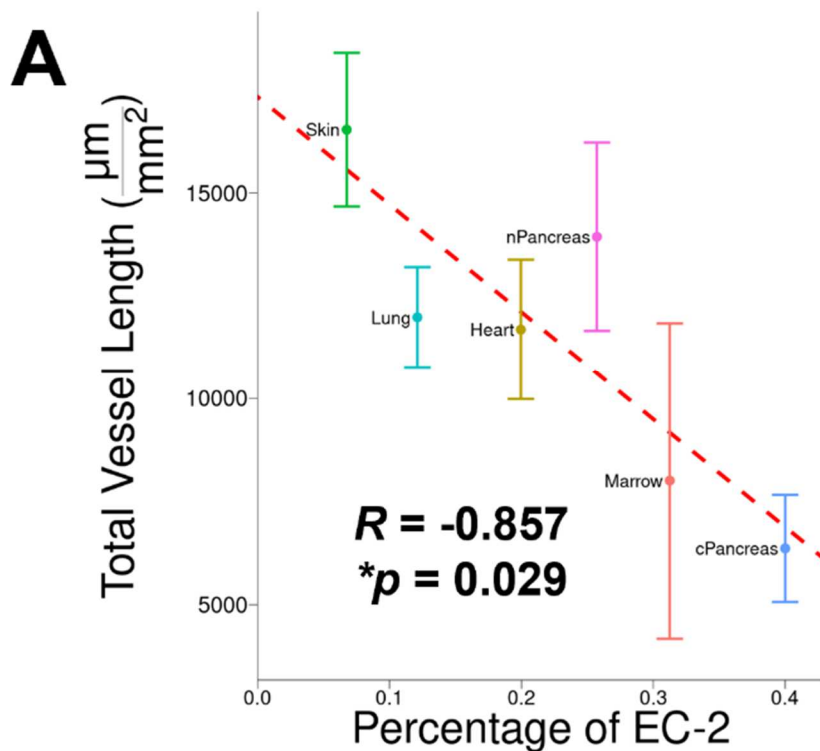 A
Total Vessel Length (μm/mm²)
15000
10000
5000
Skin
nPancreas
Lung
Heart
Marrow
cPancreas
R = -0.857
*p = 0.029
0.0 0.1 0.2 0.3 0.4
Percentage of EC-2